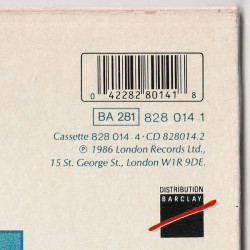 0 42282 80141 8
BA 281 828 014 1
Cassette 828 014 4 • CD 828014.2
℗ 1986 London Records Ltd.,
15 St. George St., London W1R 9DE.
DISTRIBUTION
BARCLAY